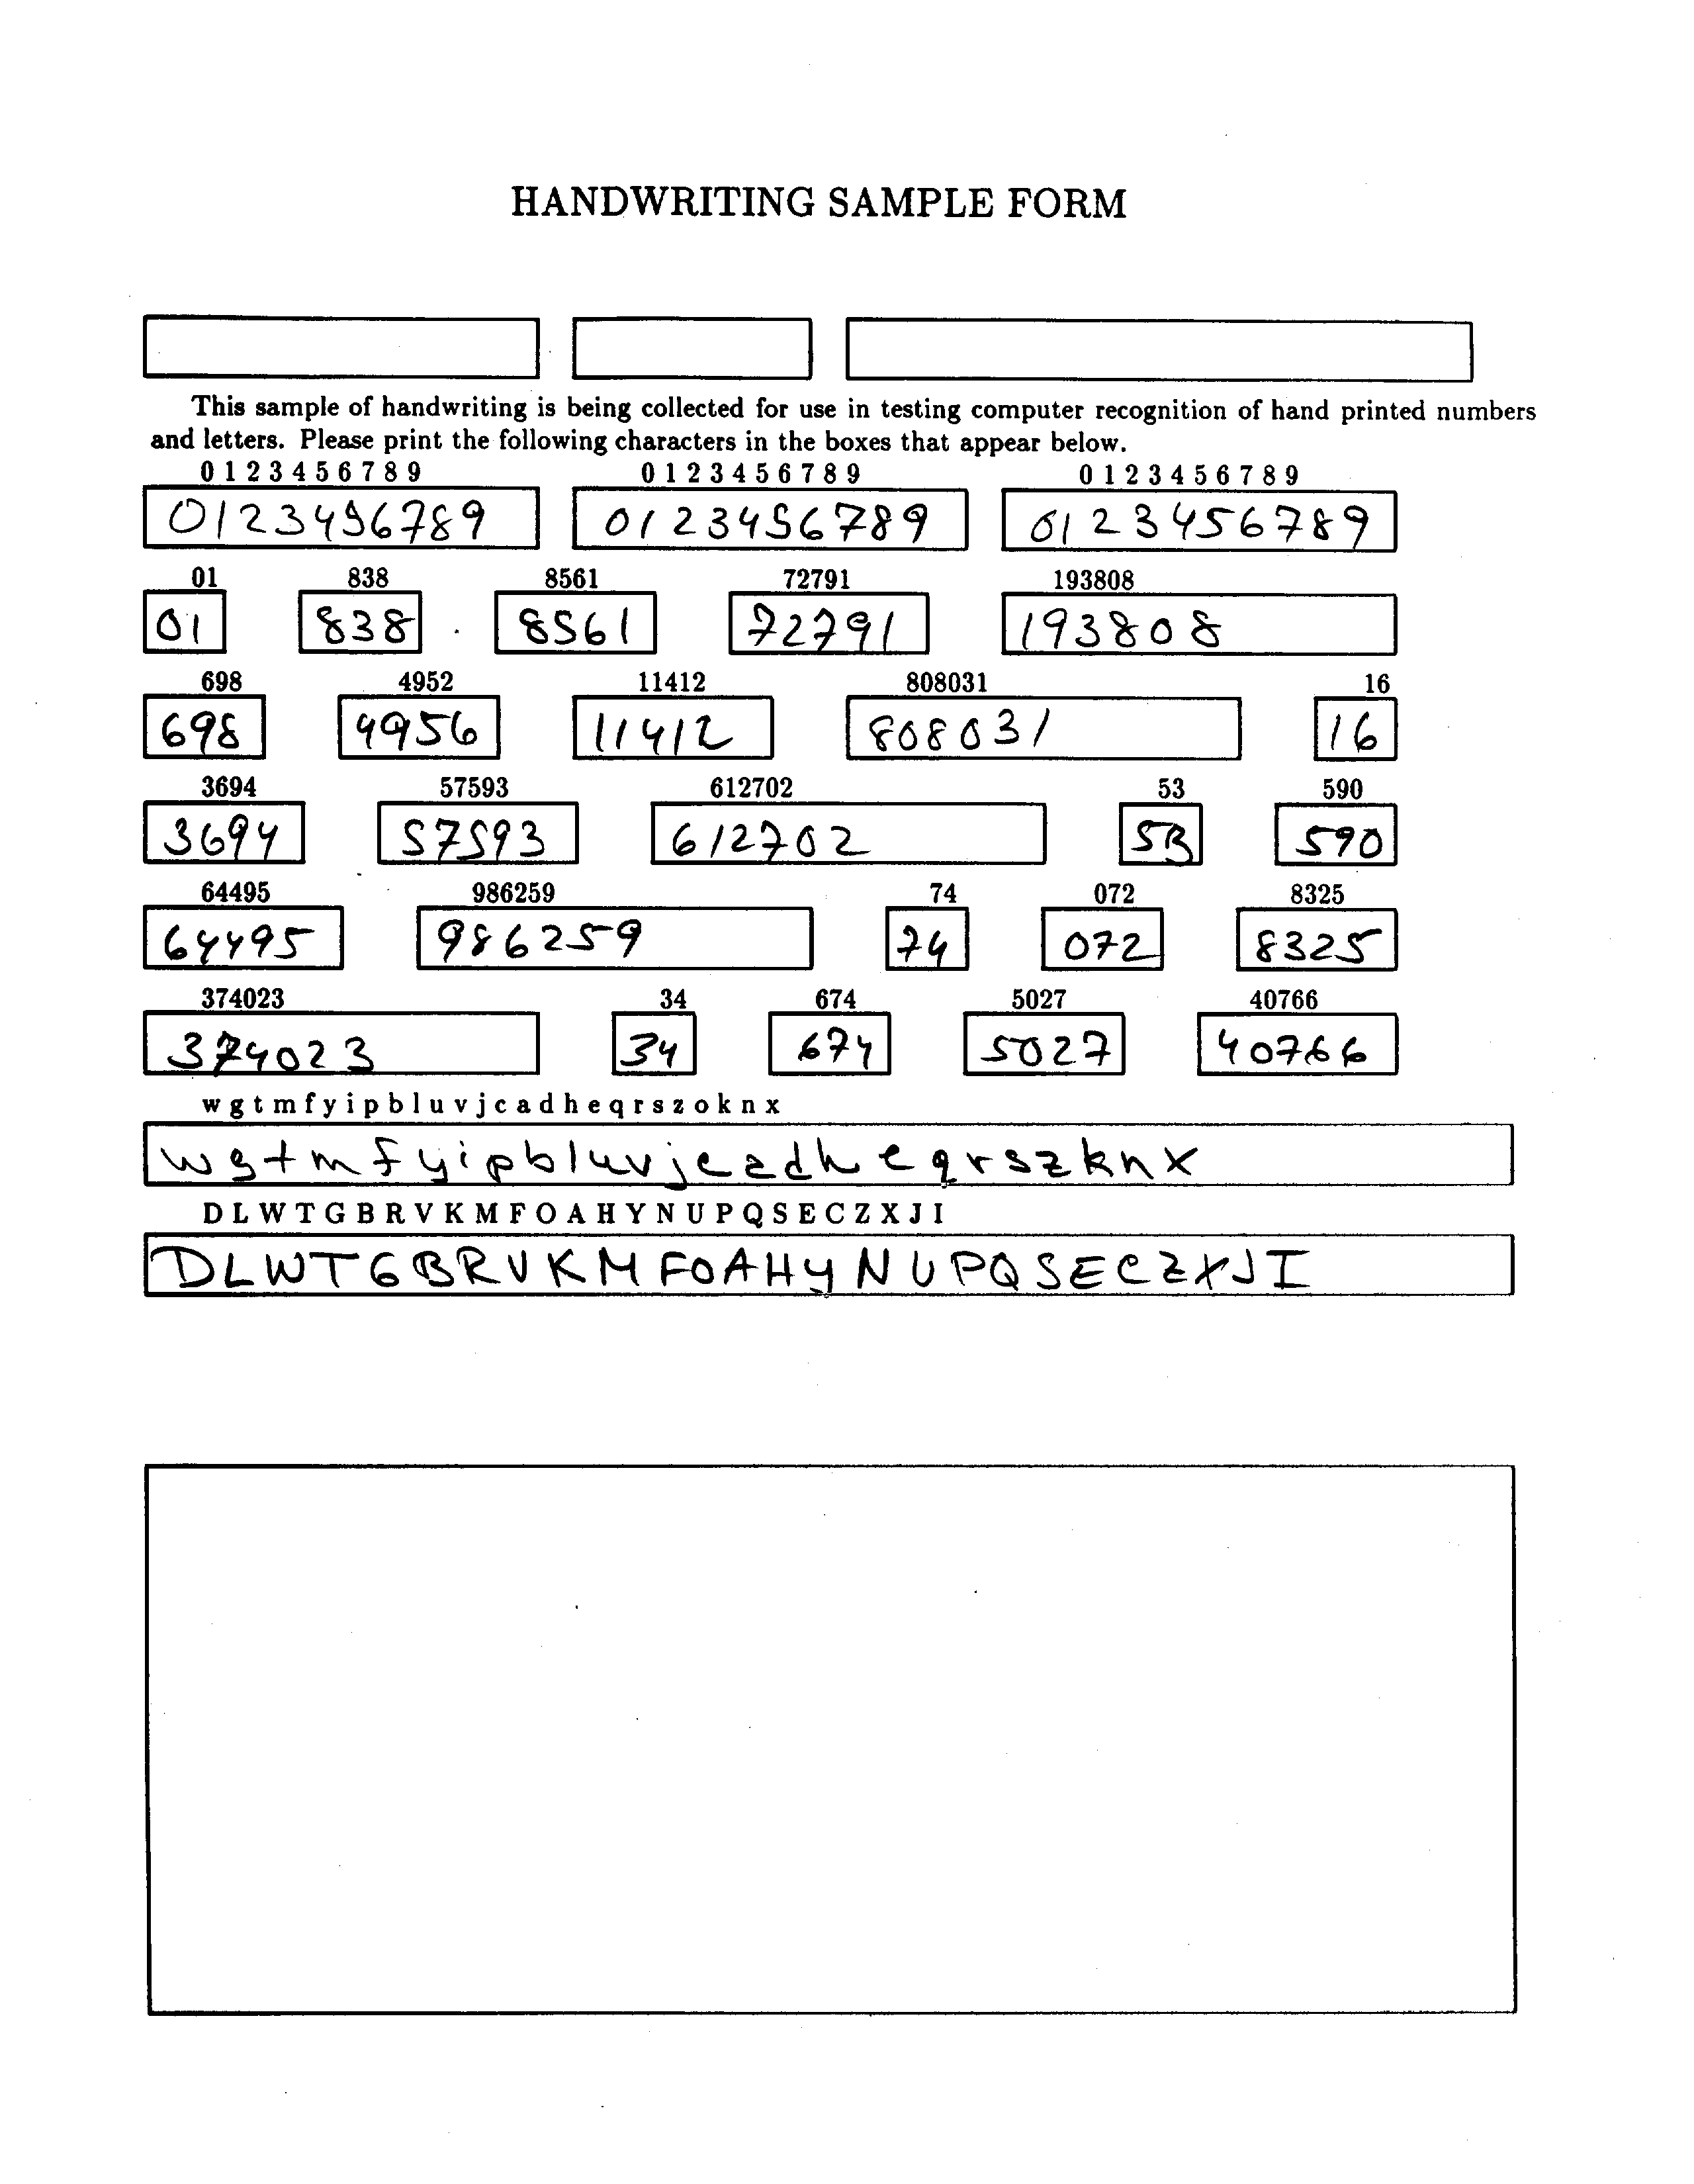 HANDWRITING SAMPLE FORM
This sample of handwriting is being collected for use in testing computer recognition of hand printed numbers
and letters. Please print the following characters in the boxes that appear below.
0 1 2 3 4 5 6 7 8 9 0 1 2 3 4 5 6 7 8 9 0 1 2 3 4 5 6 7 8 9
0123456789 0123456789 0123456789
01 838 8561 72791 193808
01 838 8561 72791 193808
698 4952 11412 808031 16
698 4956 11412 808031 16
3694 57593 612702 53 590
3694 57593 612702 53 590
64495 986259 74 072 8325
64495 986259 74 072 8325
374023 34 674 5027 40766
374023 34 674 5027 40766
w g t m f y i p b l u v j c a d h e q r s z o k n x
w g t m f y i p b l u v j c a d h e q r s z k n x
D L W T G B R V K M F O A H Y N U P Q S E C Z X J I
D L W T G B R V K M F O A H Y N U P Q S E C Z X J I